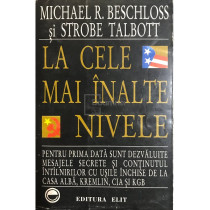 MICHAEL R. BESCHLOSS
și STROBE TALBOTT
LA CELE
MAI ÎNALTE
NIVELE
PENTRU PRIMA DATĂ SUNT DEZVĂLUITE
MESAJELE SECRETE ȘI CONȚINUTUL
ÎNTÎLNIRILOR CU UȘILE ÎNCHISE DE LA
CASA ALBĂ, KREMLIN, CIA ȘI KGB
EDITURA ELIT